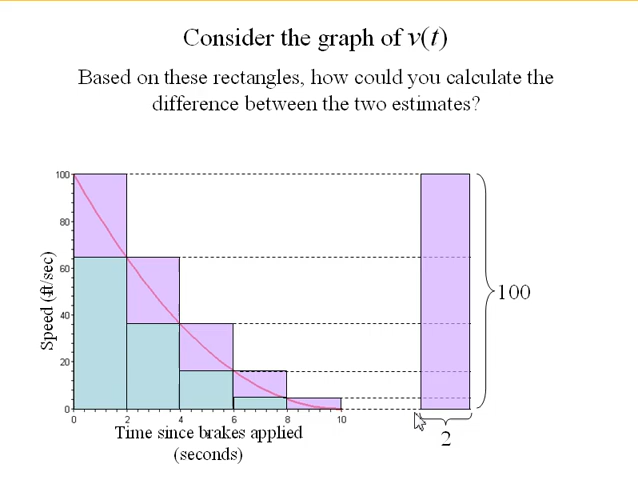 Consider the graph of v(t)
Based on these rectangles, how could you calculate the
difference between the two estimates?
100
80
60
40
20
0
Speed (ft/sec)
0 2 4 6 8 10
Time since brakes applied
(seconds)
100
2